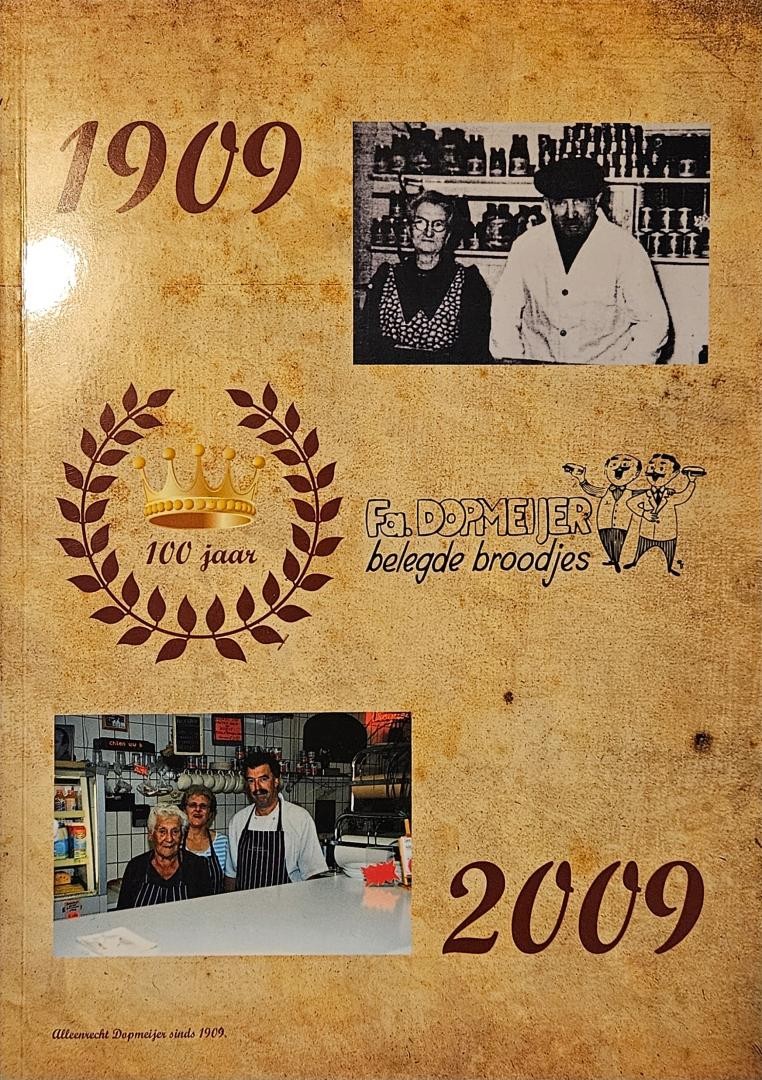 1909
100 jaar
Fa. DOPMEIJER
belegde broodjes
2009
Alleenrecht Dopmeijer sinds 1909.